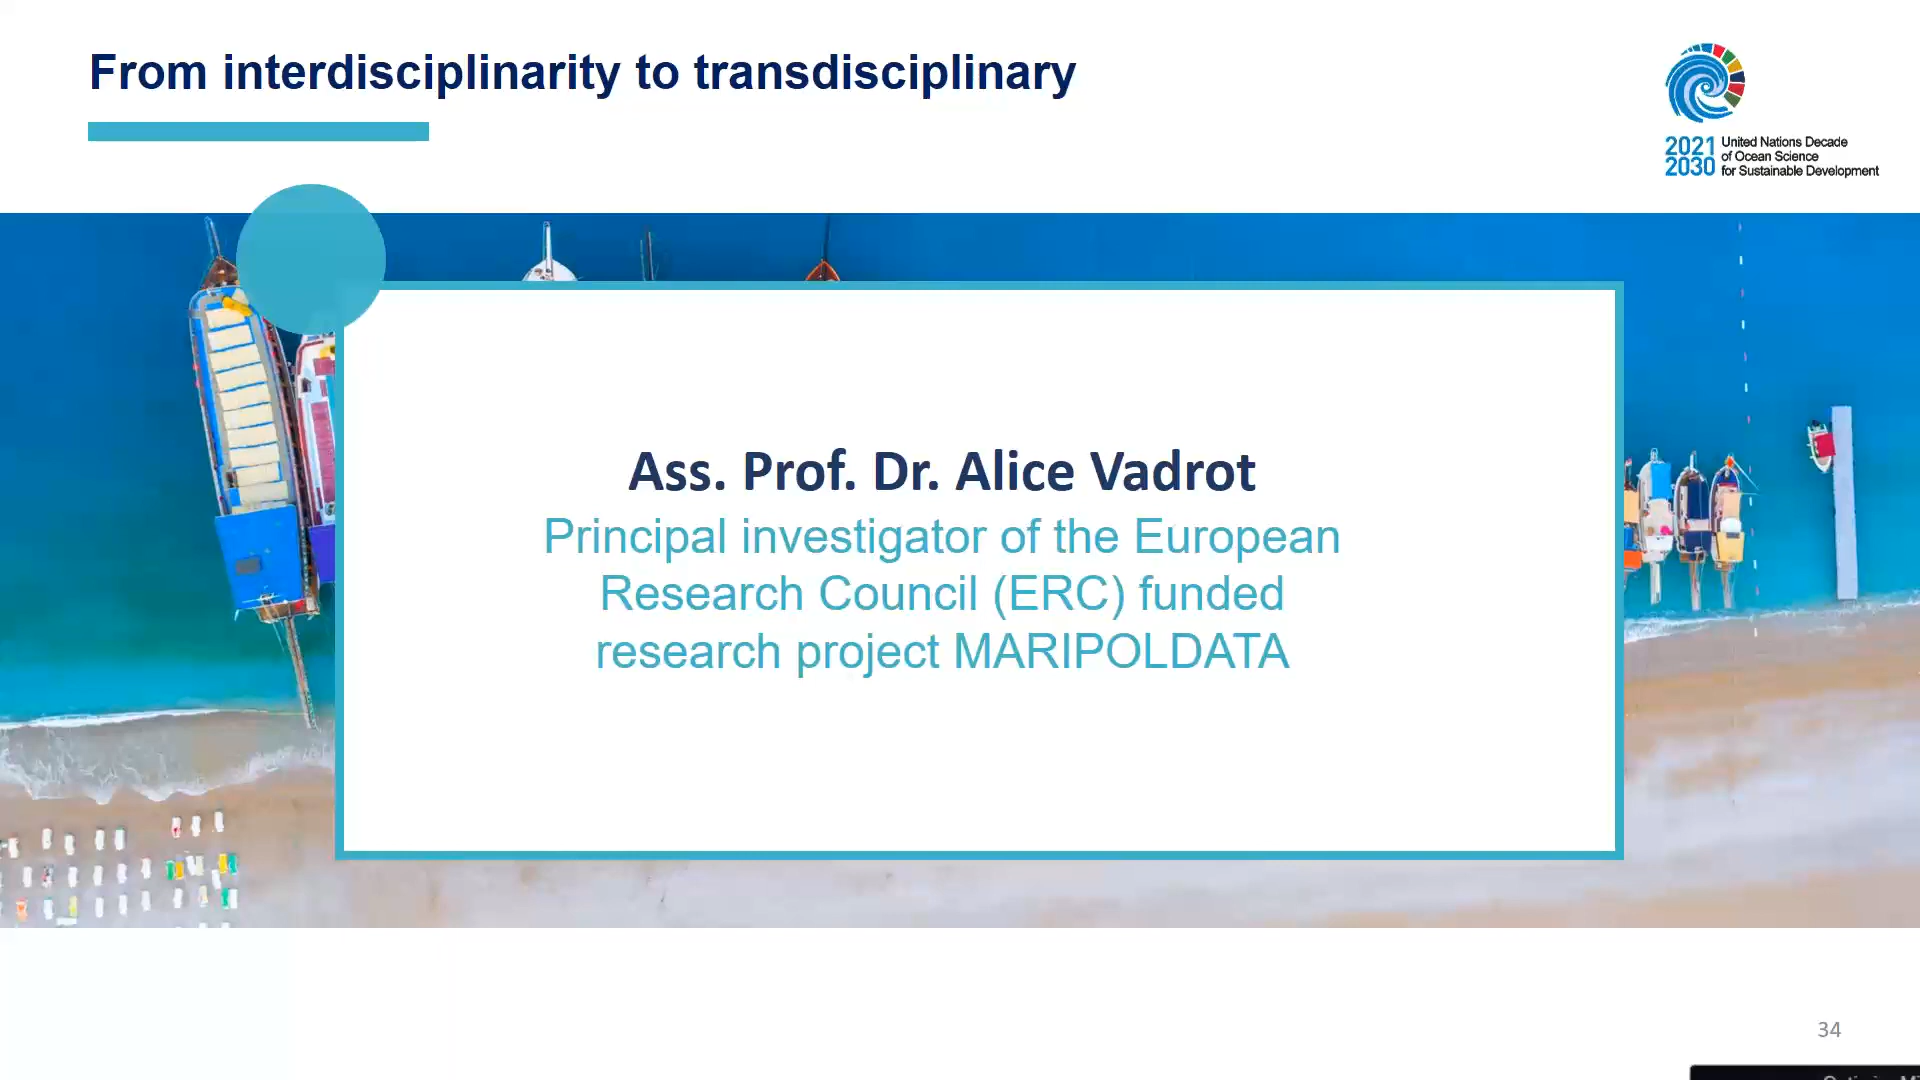 From interdisciplinarity to transdisciplinary
2021 United Nations Decade
2030 of Ocean Science
for Sustainable Development
Ass. Prof. Dr. Alice Vadrot
Principal investigator of the European
Research Council (ERC) funded
research project MARIPOLDATA
34